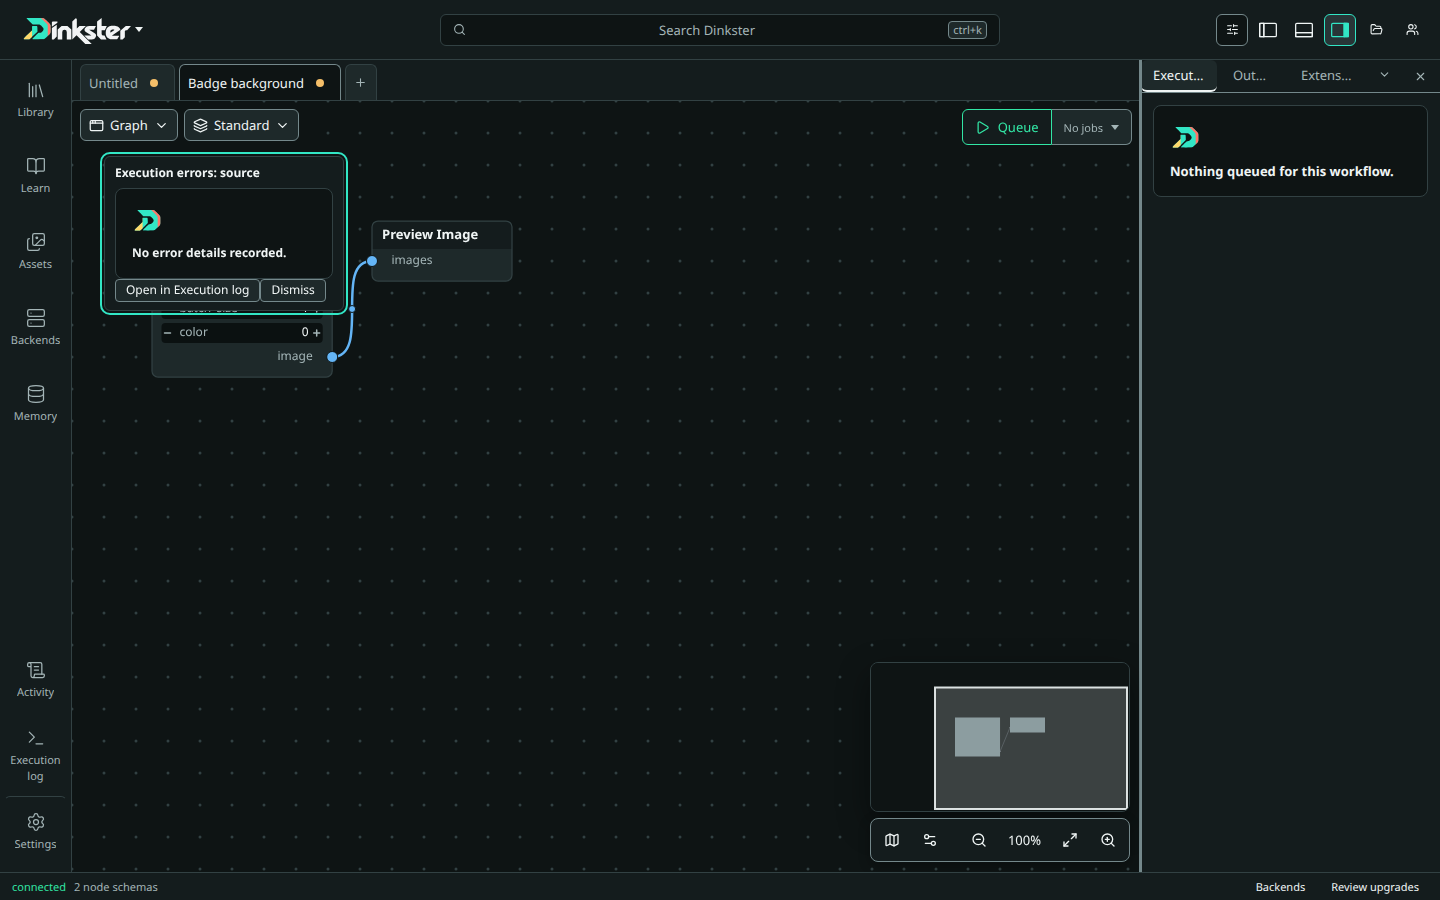 Dinkster
Search Dinkster
ctrl+k
Library
Learn
Assets
Backends
Memory
Activity
Execution
log
Settings
Untitled
Badge background
+
Graph
Standard
Queue
No jobs
Execution errors: source
No error details recorded.
Open in Execution log
Dismiss
color
0
image
Preview Image
images
100%
Execut...
Out...
Extens...
Nothing queued for this workflow.
connected
2 node schemas
Backends
Review upgrades